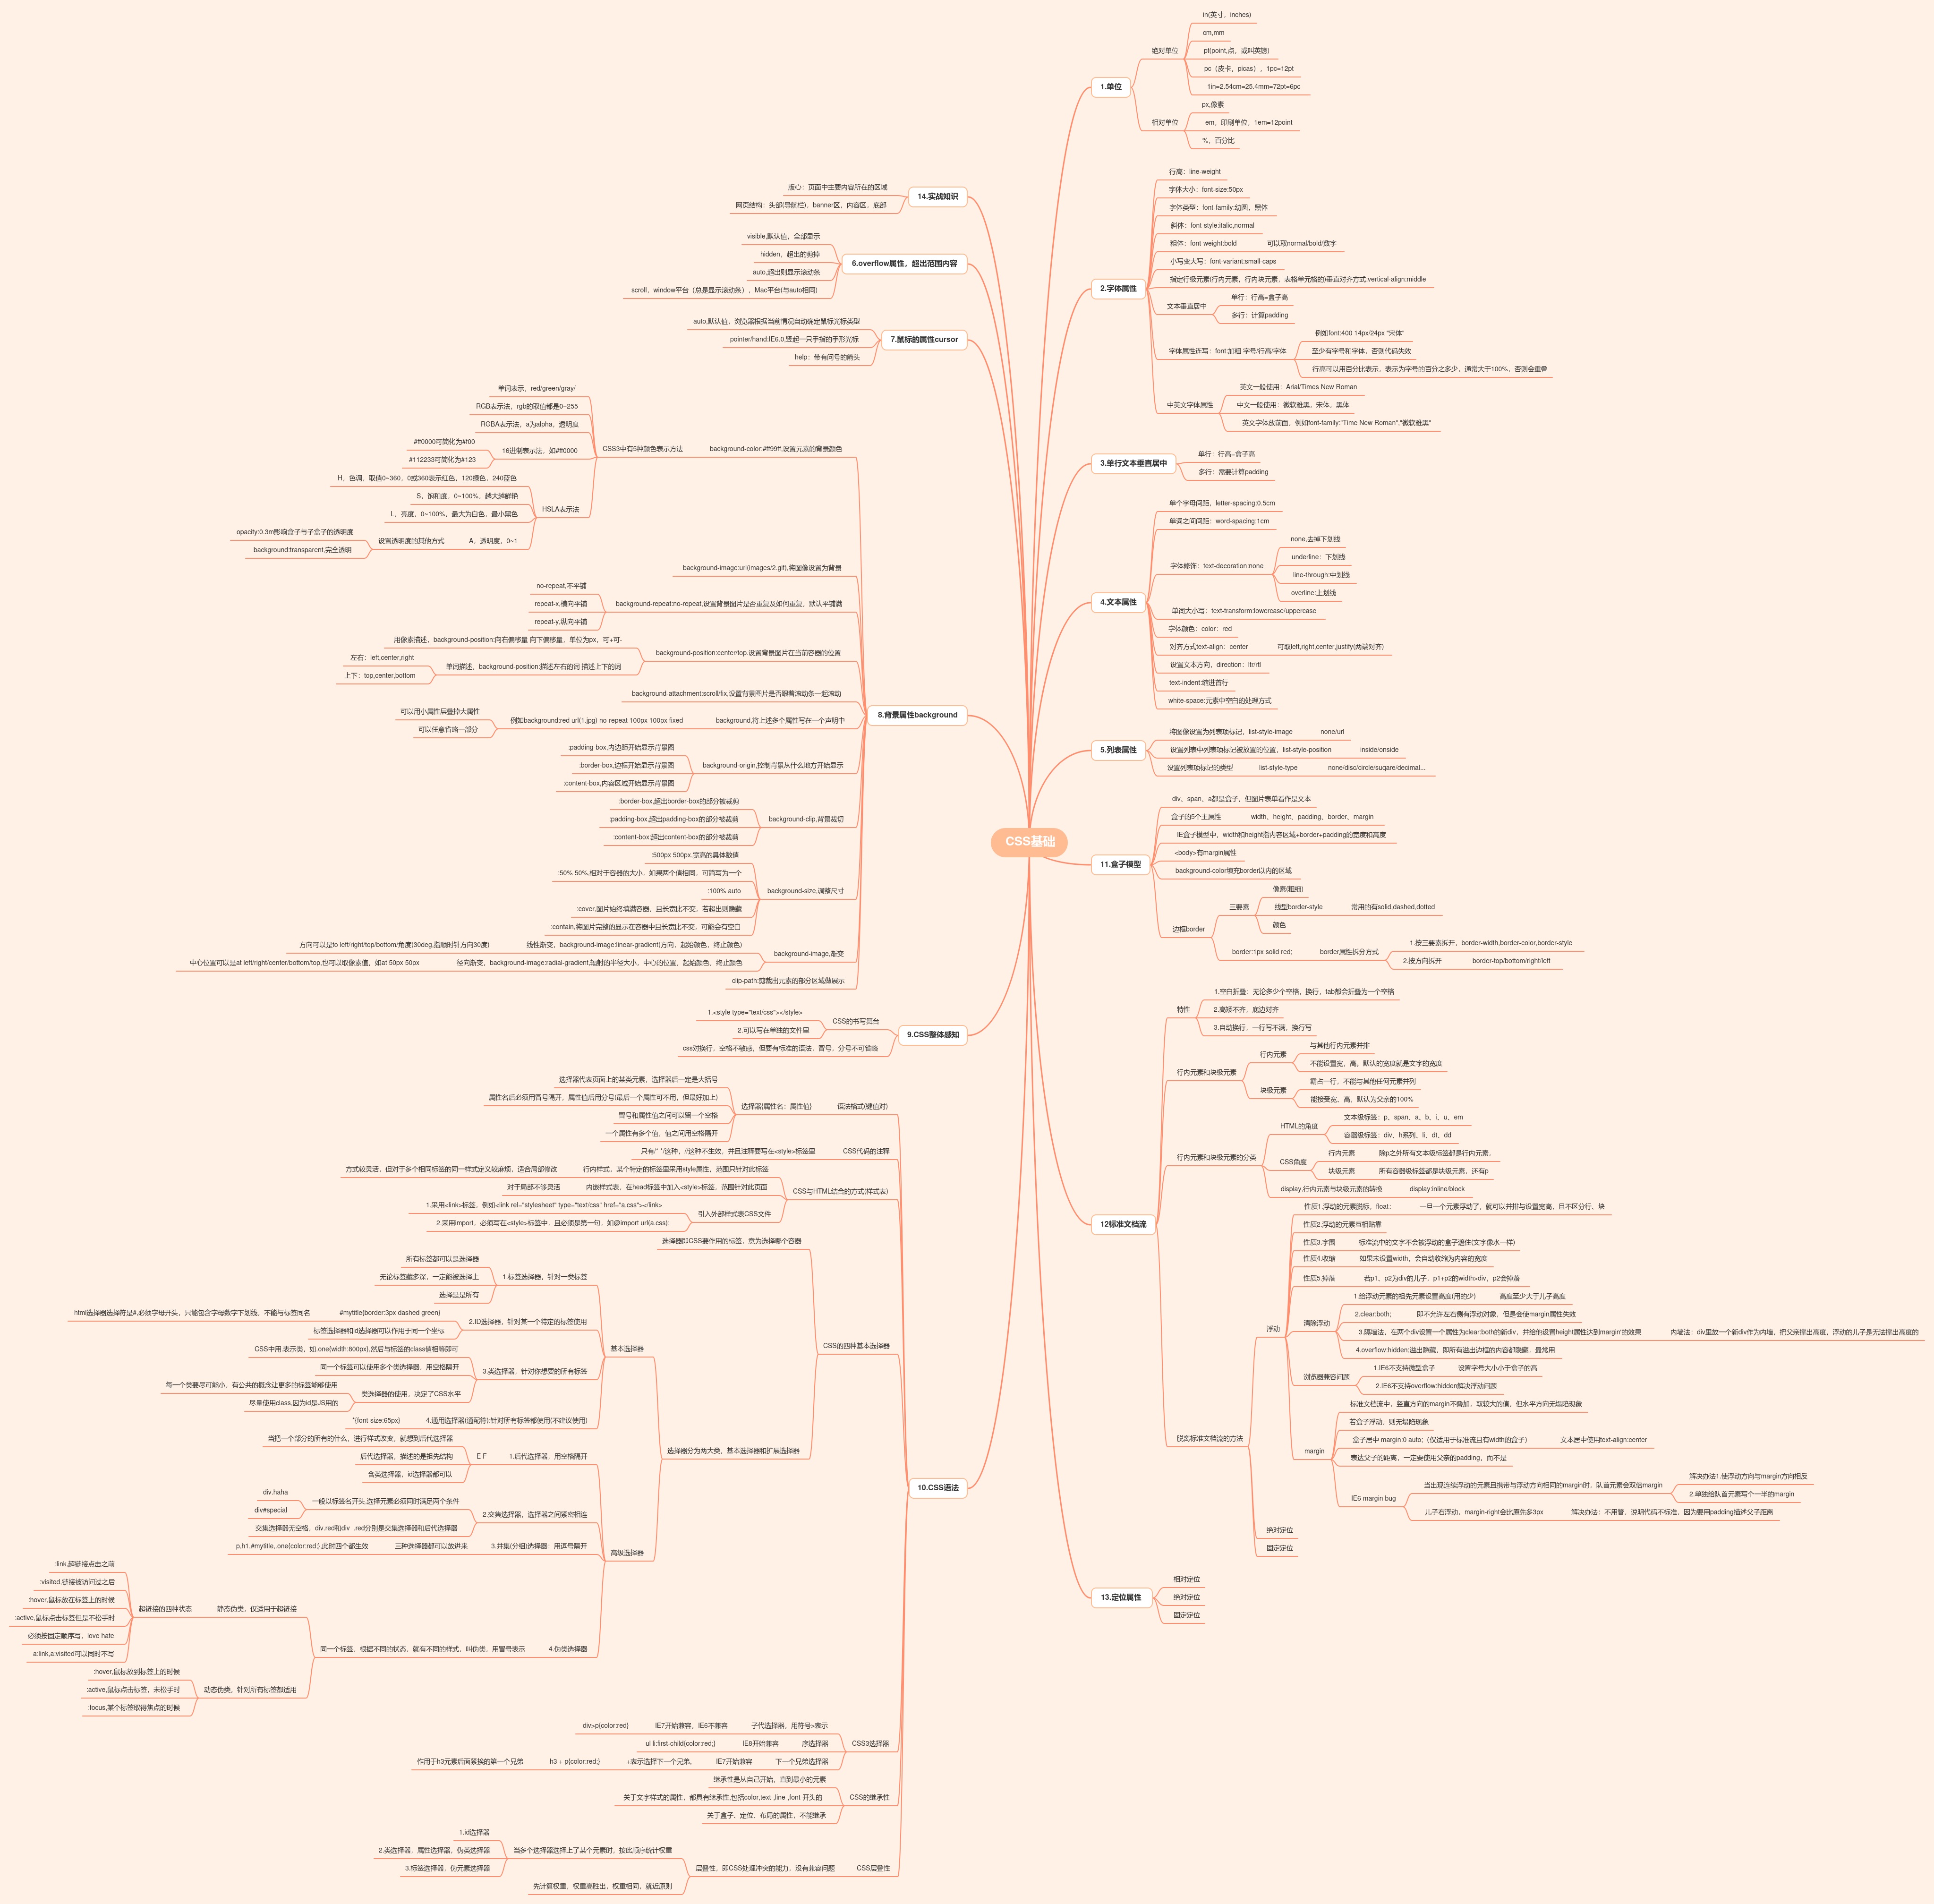 CSS基础
1.单位
绝对单位
in(英寸，inches)
cm,mm
pt(point,点，或叫英镑)
pc（皮卡，picas），1pc=12pt
1in=2.54cm=25.4mm=72pt=6pc
相对单位
px,像素
em，印刷单位，1em=12point
%，百分比
2.字体属性
行高：line-weight
字体大小：font-size:50px
字体类型：font-family:幼圆，黑体
斜体：font-style:italic,normal
粗体：font-weight:bold
可以取normal/bold/数字
小写变大写：font-variant:small-caps
指定行级元素(行内元素，行内块元素，表格单元格的)垂直对齐方式:vertical-align:middle
文本垂直居中
单行：行高=盒子高
多行：计算padding
字体属性连写：font:加粗 字号/行高/字体
例如font:400 14px/24px "宋体"
至少有字号和字体，否则代码失效
行高可以用百分比表示，表示为字号的百分之多少，通常大于100%，否则会重叠
中英文字体属性
英文一般使用：Arial/Times New Roman
中文一般使用：微软雅黑，宋体，黑体
英文字体放前面，例如font-family:"Time New Roman","微软雅黑"
3.单行文本垂直居中
单行：行高=盒子高
多行：需要计算padding
4.文本属性
单个字母间距，letter-spacing:0.5cm
单词之间间距：word-spacing:1cm
字体修饰：text-decoration:none
none,去掉下划线
underline：下划线
line-through:中划线
overline:上划线
单词大小写：text-transform:lowercase/uppercase
字体颜色：color：red
对齐方式text-align：center
可取left,right,center,justify(两端对齐)
设置文本方向，direction：ltr/rtl
text-indent:缩进首行
white-space:元素中空白的处理方式
5.列表属性
将图像设置为列表项标记，list-style-image
none/url
设置列表中列表项标记被放置的位置，list-style-position
inside/onside
设置列表项标记的类型
list-style-type
none/disc/circle/suqare/decimal...
11.盒子模型
div，span，a都是盒子，但图片表单看作是文本
盒子的5个主属性
width，height，padding，border，margin
IE盒子模型中，width和height指内容区域+border+padding的宽度和高度
<body>有margin属性
background-color填充border以内的区域
边框border
三要素
像素(粗细)
线型border-style
常用的有solid,dashed,dotted
颜色
border:1px solid red;
border属性拆分方式
1.按三要素拆开，border-width,border-color,border-style
2.按方向拆开
border-top/bottom/right/left
12标准文档流
特性
1.空白折叠：无论多少个空格，换行，tab都会折叠为一个空格
2.高矮不齐，底边对齐
3.自动换行，一行写不满，换行写
行内元素和块级元素
行内元素
与其他行内元素并排
不能设置宽、高。默认的宽度就是文字的宽度
块级元素
霸占一行，不能与其他任何元素并列
能接受宽、高，默认为父亲的100%
行内元素和块级元素的分类
HTML的角度
文本级标签：p、span、a、b、i、u、em
容器级标签：div、h系列、li、dt、dd
CSS角度
行内元素
除p之外所有文本级标签都是行内元素。
块级元素
所有容器级标签都是块级元素，还有p
display,行内元素与块级元素的转换
display:inline/block
脱离标准文档流的方法
浮动
性质1.浮动的元素脱标，float：
一旦一个元素浮动了，就可以并排与设置宽高，且不区分行，块
性质2.浮动的元素互相贴靠
性质3.字围
标准流中的文字不会被浮动的盒子遮住(文字像水一样)
性质4.收缩
如果未设置width，会自动收缩为内容的宽度
性质5.掉落
若p1，p2为div的儿子，p1+p2的width>div，p2会掉落
清除浮动
1.给浮动元素的祖先元素设置高度(用的少)
高度至少大于儿子高度
2.clear:both;
即不允许左右侧有浮动对象，但是会使margin属性失效
3.隔墙法，在两个div设置一个属性为clear:both的新div，并给他设置height属性达到margin'的效果
内墙法：div里放一个新div作为内墙，把父亲撑出高度，浮动的儿子是无法撑出高度的
4.overflow:hidden;溢出隐藏，即所有溢出边框的内容都隐藏，最常用
浏览器兼容问题
1.IE6不支持微型盒子
设置字号大小小于盒子的高
2.IE6不支持overflow:hidden解决浮动问题
margin
标准文档流中，竖直方向的margin不叠加，取较大的值，但水平方向无塌陷现象
若盒子浮动，则无塌陷现象
盒子居中 margin:0 auto;（仅适用于标准流且有width的盒子）
文本居中使用text-align:center
表达父子的距离，一定要使用父亲的padding，而不是
IE6 margin bug
当出现连续浮动的元素且携带与浮动方向相同的margin时，队首元素会双倍margin
解决办法1.使浮动方向与margin方向相反
2.单独给队首元素写个一半的margin
儿子右浮动，margin-right会比原先多3px
解决办法：不用管，说明代码不标准，因为要用padding描述父子距离
绝对定位
固定定位
13.定位属性
相对定位
绝对定位
固定定位
14.实战知识
版心：页面中主要内容所在的区域
网页结构：头部(导航栏)，banner区，内容区，底部
6.overflow属性，超出范围内容
visible,默认值，全部显示
hidden，超出的剪掉
auto,超出则显示滚动条
scroll，window平台（总是显示滚动条），Mac平台(与auto相同)
7.鼠标的属性cursor
auto,默认值，浏览器根据当前情况自动确定鼠标光标类型
pointer/hand:IE6.0,竖起一只手指的手形光标
help：带有问号的箭头
8.背景属性background
background-color:#ff99ff,设置元素的背景颜色
CSS3中有5种颜色表示方法
单词表示，red/green/gray/
RGB表示法，rgb的取值都是0~255
RGBA表示法，a为alpha，透明度
16进制表示法，如#ff0000
#ff0000可简化为#f00
#112233可简化为#123
HSLA表示法
H，色调，取值0~360，0或360表示红色，120绿色，240蓝色
S，饱和度，0~100%，越大越鲜艳
L，亮度，0~100%，最大为白色，最小黑色
A，透明度，0~1
设置透明度的其他方式
opacity:0.3m影响盒子与子盒子的透明度
background:transparent,完全透明
background-image:url(images/2.gif),将图像设置为背景
background-repeat:no-repeat,设置背景图片是否重复及如何重复，默认平铺满
no-repeat,不平铺
repeat-x,横向平铺
repeat-y,纵向平铺
background-position:center/top.设置背景图片在当前容器的位置
用像素描述，background-position:向右偏移量 向下偏移量，单位为px，可+可-
单词描述，background-position:描述左右的词 描述上下的词
左右：left,center,right
上下：top,center,bottom
background-attachment:scroll/fix,设置背景图片是否跟着滚动条一起滚动
background,将上述多个属性写在一个声明中
例如background:red url(1.jpg) no-repeat 100px 100px fixed
可以用小属性层叠掉大属性
可以任意省略一部分
background-origin,控制背景从什么地方开始显示
:padding-box,内边距开始显示背景图
:border-box,边框开始显示背景图
:content-box,内容区域开始显示背景图
background-clip,背景裁切
:border-box,超出border-box的部分被裁剪
:padding-box,超出padding-box的部分被裁剪
:content-box:超出content-box的部分被裁剪
background-size,调整尺寸
:500px 500px,宽高的具体数值
:50% 50%,相对于容器的大小，如果两个值相同，可简写为一个
:100% auto
:cover,图片始终填满容器，且长宽比不变，若超出则隐藏
:contain,将图片完整的显示在容器中且长宽比不变，可能会有空白
background-image,渐变
线性渐变，background-image:linear-gradient(方向，起始颜色，终止颜色)
方向可以是to left/right/top/bottom/角度(30deg,指顺时针方向30度)
径向渐变，background-image:radial-gradient,辐射的半径大小，中心的位置，起始颜色，终止颜色
中心位置可以是at left/right/center/bottom/top,也可以取像素值，如at 50px 50px
clip-path:剪裁出元素的部分区域做展示
9.CSS整体感知
CSS的书写舞台
1.<style type="text/css"></style>
2.可以写在单独的文件里
css对换行，空格不敏感，但要有标准的语法，冒号，分号不可省略
10.CSS语法
语法格式(键值对)
选择器{属性名：属性值}
选择器代表页面上的某类元素，选择器后一定是大括号
属性名后必须用冒号隔开，属性值后用分号(最后一个属性可不用，但最好加上)
冒号和属性值之间可以留一个空格
一个属性有多个值，值之间用空格隔开
CSS代码的注释
只有/* */这种，//这种不生效，并且注释要写在<style>标签里
CSS与HTML结合的方式(样式表)
行内样式，某个特定的标签里采用style属性，范围只针对此标签
方式较灵活，但对于多个相同标签的同一样式定义较麻烦，适合局部修改
内嵌样式表，在head标签中加入<style>标签，范围针对此页面
对于局部不够灵活
引入外部样式表CSS文件
1.采用<link>标签，例如<link rel="stylesheet" type="text/css" href="a.css"></link>
2.采用import，必须写在<style>标签中，且必须是第一句，如@import url(a.css);
CSS的四种基本选择器
选择器即CSS要作用的标签，意为选择哪个容器
选择器分为两大类，基本选择器和扩展选择器
基本选择器
1.标签选择器，针对一类标签
所有标签都可以是选择器
无论标签藏多深，一定能被选择上
选择是是所有
2.ID选择器，针对某一个特定的标签使用
#mytitle{border:3px dashed green}
html选择器选择符是#,必须字母开头，只能包含字母数字下划线，不能与标签同名
标签选择器和id选择器可以作用于同一个坐标
3.类选择器，针对你想要的所有标签
CSS中用.表示类，如.one{width:800px},然后与标签的class值相等即可
同一个标签可以使用多个类选择器，用空格隔开
类选择器的使用，决定了CSS水平
每一个类要尽可能小，有公共的概念让更多的标签能够使用
尽量使用class,因为id是JS用的
4.通用选择器(通配符):针对所有标签都使用(不建议使用)
*{font-size:65px}
高级选择器
1.后代选择器，用空格隔开
E F
当把一个部分的所有的什么，进行样式改变，就想到后代选择器
后代选择器，描述的是祖先结构
含类选择器，id选择器都可以
2.交集选择器，选择器之间紧密相连
一般以标签名开头,选择元素必须同时满足两个条件
div.haha
div#special
交集选择器无空格，div.red和div .red分别是交集选择器和后代选择器
3.并集(分组)选择器：用逗号隔开
三种选择器都可以放进来
p,h1,#mytitle,.one{color:red;},此时四个都生效
4.伪类选择器
同一个标签，根据不同的状态，就有不同的样式，叫伪类，用冒号表示
静态伪类，仅适用于超链接
超链接的四种状态
:link,超链接点击之前
:visited,链接被访问过之后
:hover,鼠标放在标签上的时候
:active,鼠标点击标签但是不松手时
必须按固定顺序写，love hate
a:link,a:visited可以同时不写
动态伪类，针对所有标签都适用
:hover,鼠标放到标签上的时候
:active,鼠标点击标签，未松手时
:focus,某个标签取得焦点的时候
CSS3选择器
子代选择器，用符号>表示
IE7开始兼容，IE6不兼容
div>p{color:red}
序选择器
IE8开始兼容
ul li:first-child{color:red;}
下一个兄弟选择器
IE7开始兼容
+表示选择下一个兄弟，
h3 + p{color:red;}
作用于h3元素后面紧挨的第一个兄弟
CSS的继承性
继承性是从自己开始，直到最小的元素
关于文字样式的属性，都具有继承性,包括color,text-,line-,font-开头的
关于盒子、定位、布局的属性，不能继承
CSS层叠性
层叠性，即CSS处理冲突的能力，没有兼容问题
当多个选择器选择上了某个元素时，按此顺序统计权重
1.id选择器
2.类选择器，属性选择器，伪类选择器
3.标签选择器，伪元素选择器
先计算权重，权重高胜出，权重相同，就近原则